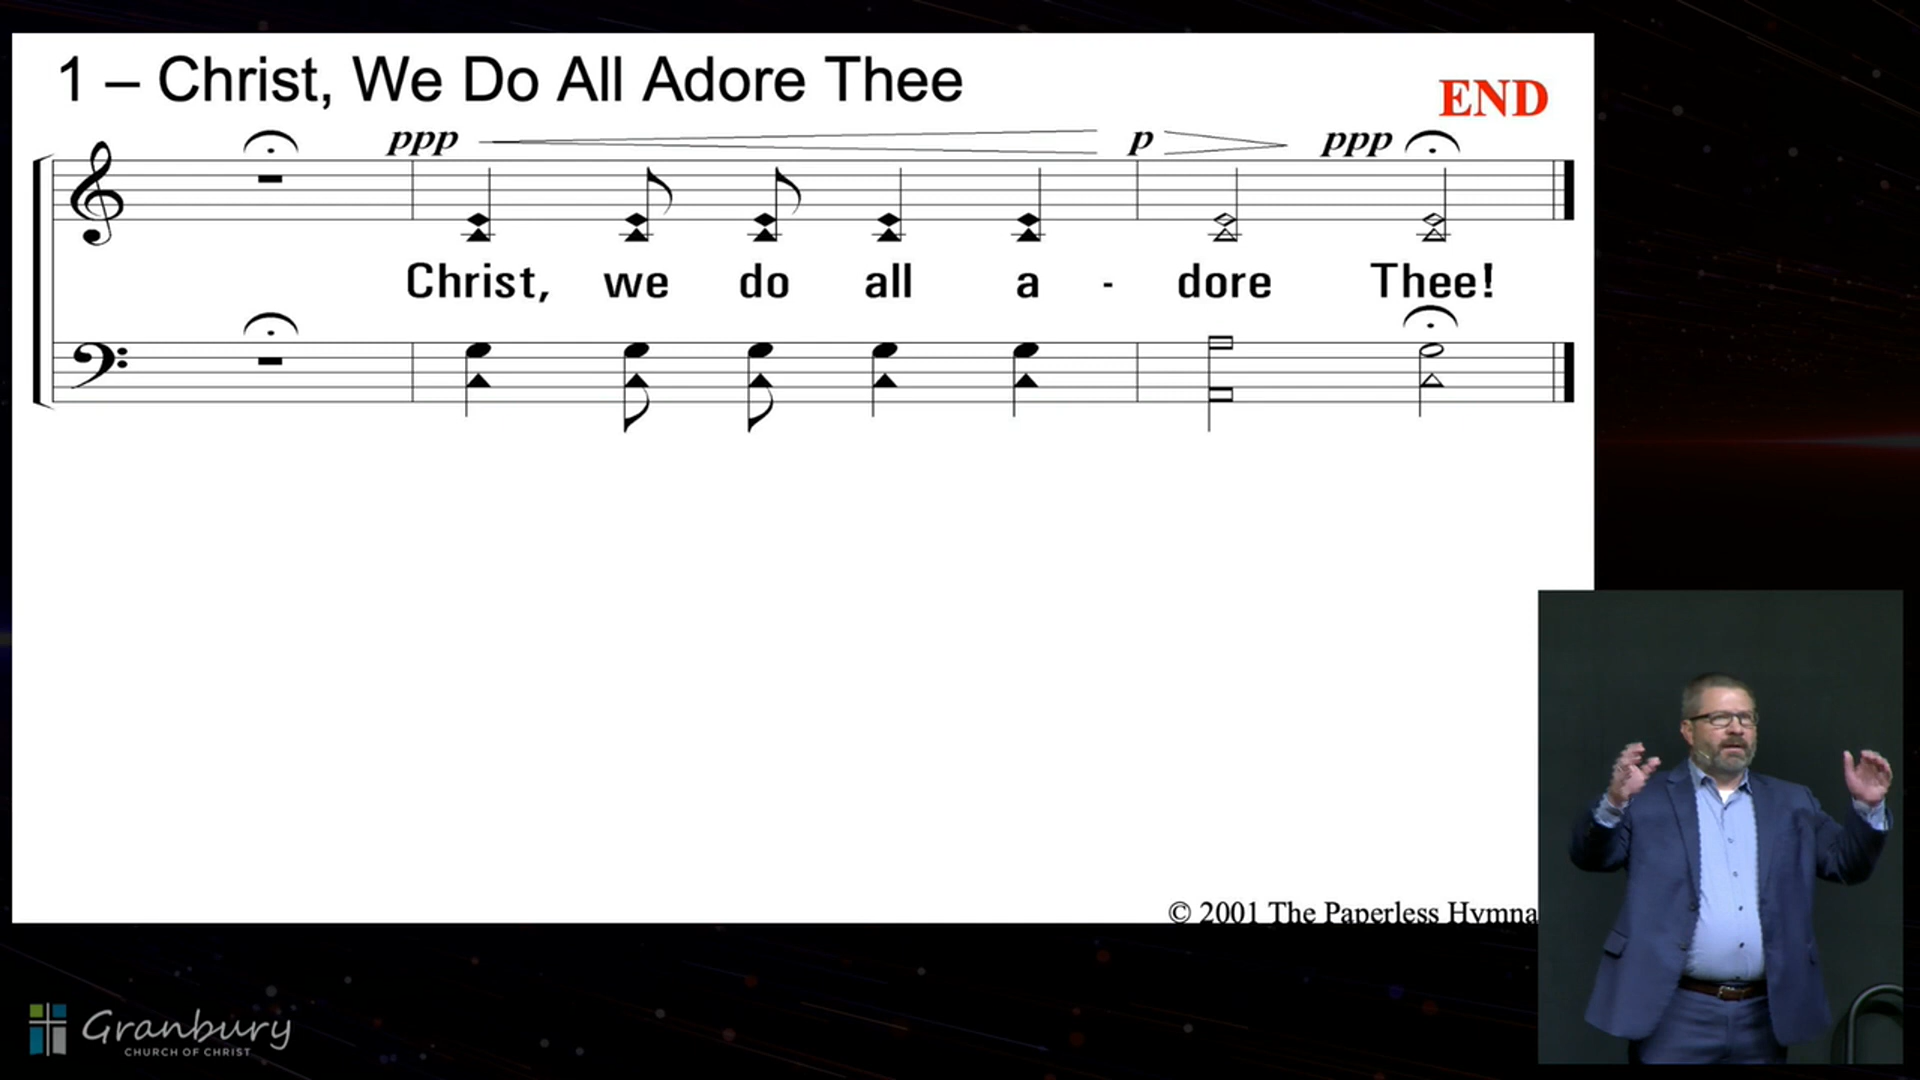 1 – Christ, We Do All Adore Thee
END
ppp p ppp
Christ, we do all a - dore Thee!
© 2001 The Paperless Hymna
Granbury
CHURCH OF CHRIST